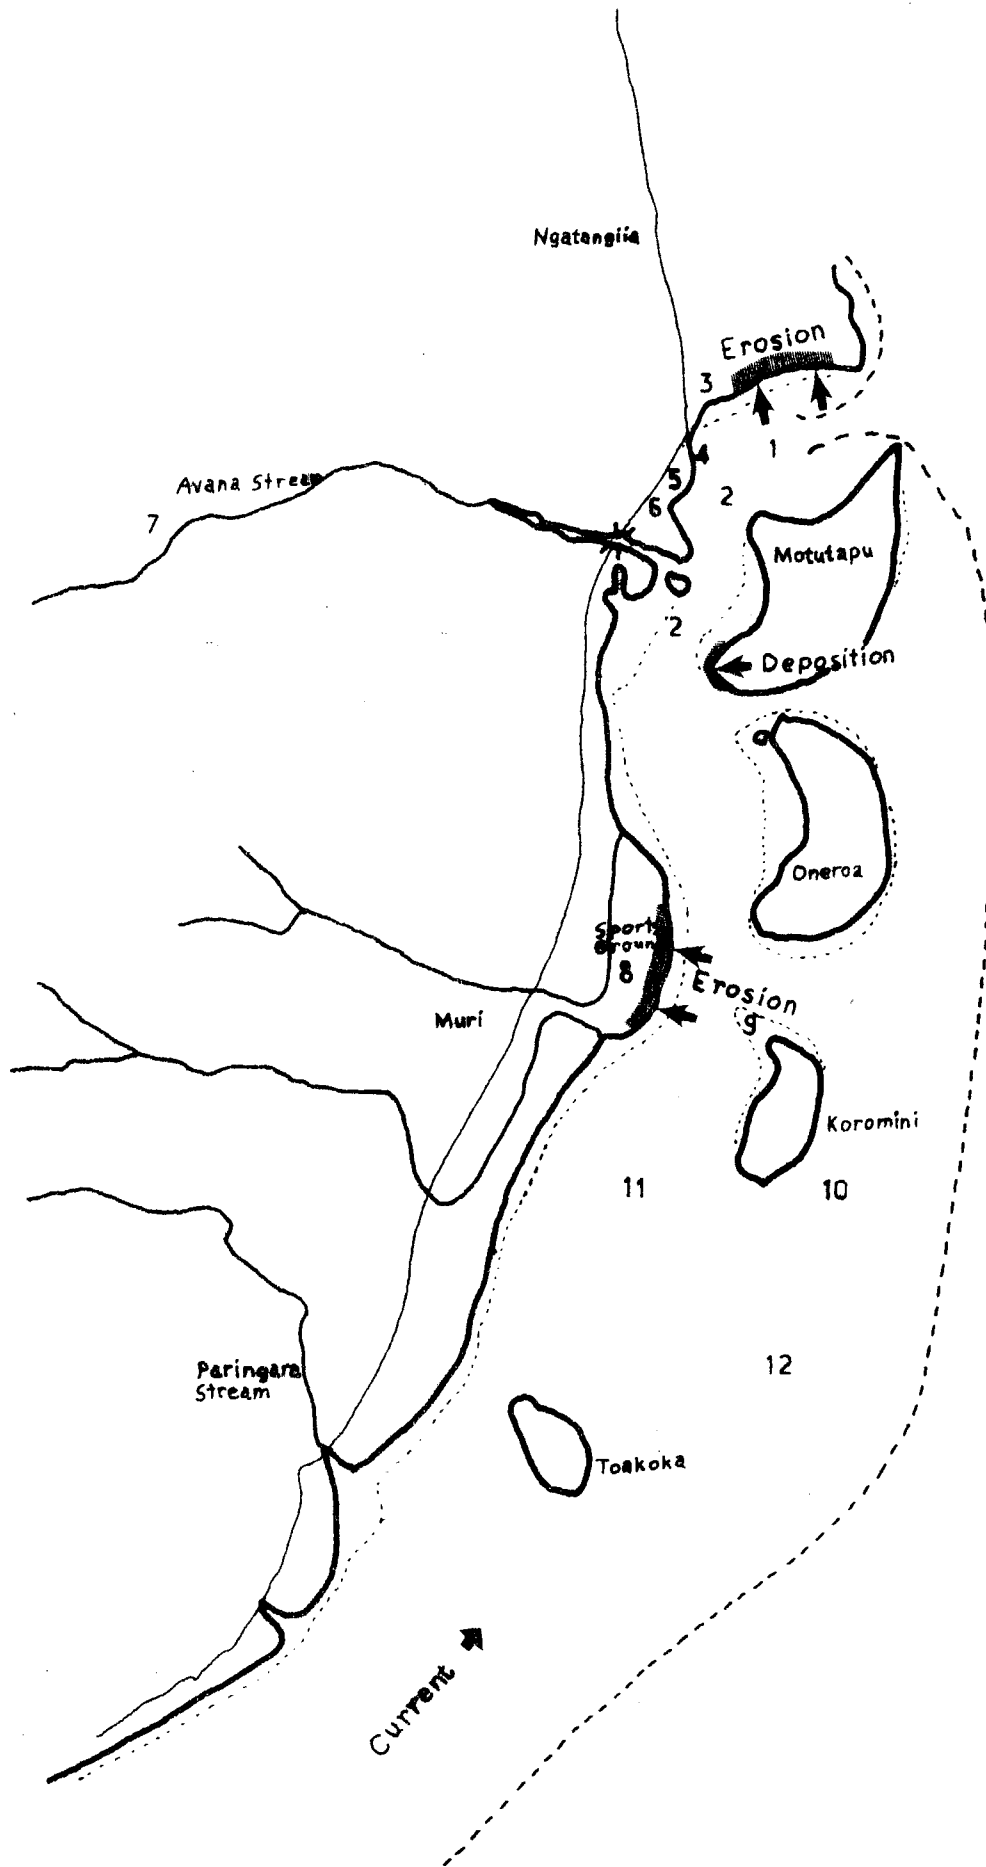 Ngatangiia
Erosion
3
1
4
Avana Stream
5
2
6
7
Motutapu
2
Deposition
Oneroa
Sports
Ground
8
Erosion
9
Muri
Koromini
11
10
12
Paringara
Stream
Toakoka
Current